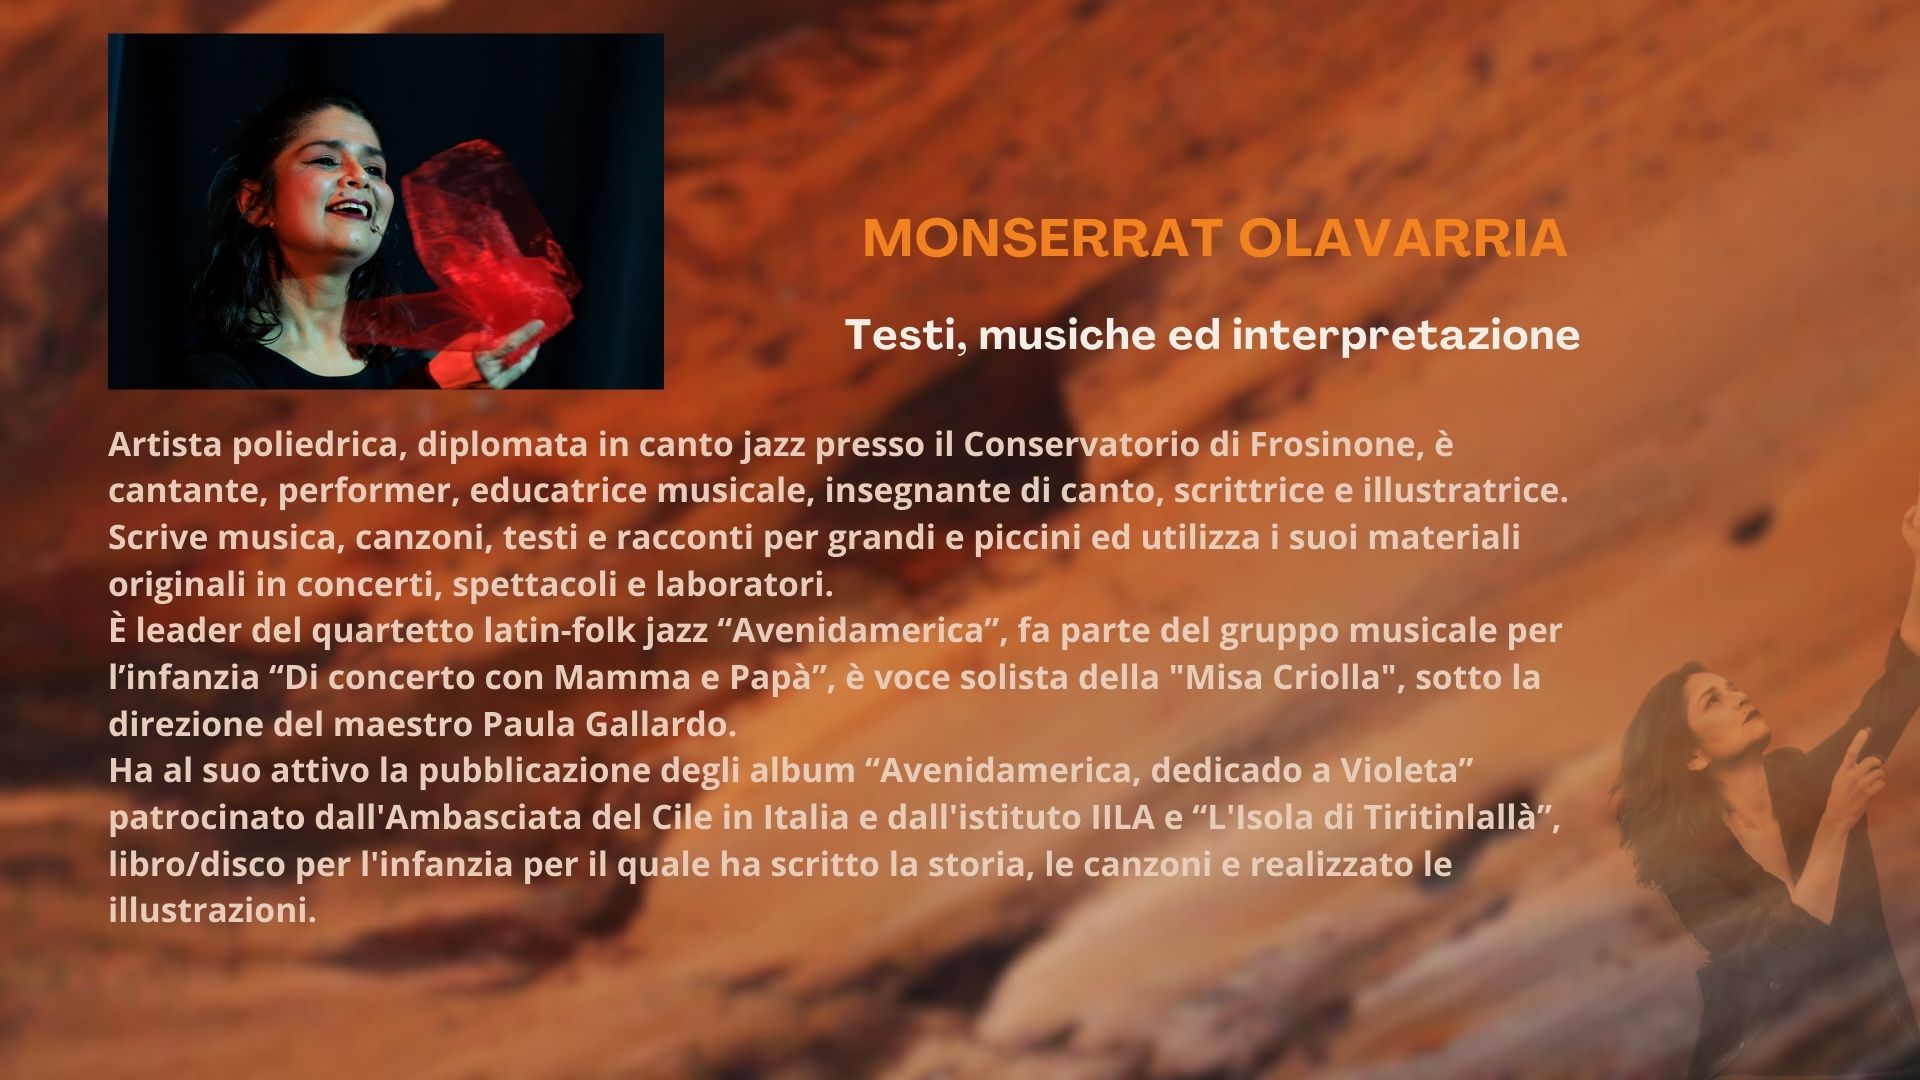 MONSERRAT OLAVARRIA
Testi, musiche ed interpretazione
Artista poliedrica, diplomata in canto jazz presso il Conservatorio di Frosinone, è
cantante, performer, educatrice musicale, insegnante di canto, scrittrice e illustratrice.
Scrive musica, canzoni, testi e racconti per grandi e piccini ed utilizza i suoi materiali
originali in concerti, spettacoli e laboratori.
È leader del quartetto latin-folk jazz “Avenidamerica”, fa parte del gruppo musicale per
l’infanzia “Di concerto con Mamma e Papà”, è voce solista della "Misa Criolla", sotto la
direzione del maestro Paula Gallardo.
Ha al suo attivo la pubblicazione degli album “Avenidamerica, dedicado a Violeta”
patrocinato dall'Ambasciata del Cile in Italia e dall'istituto IILA e “L'Isola di Tiritinlallà”,
libro/disco per l'infanzia per il quale ha scritto la storia, le canzoni e realizzato le
illustrazioni.